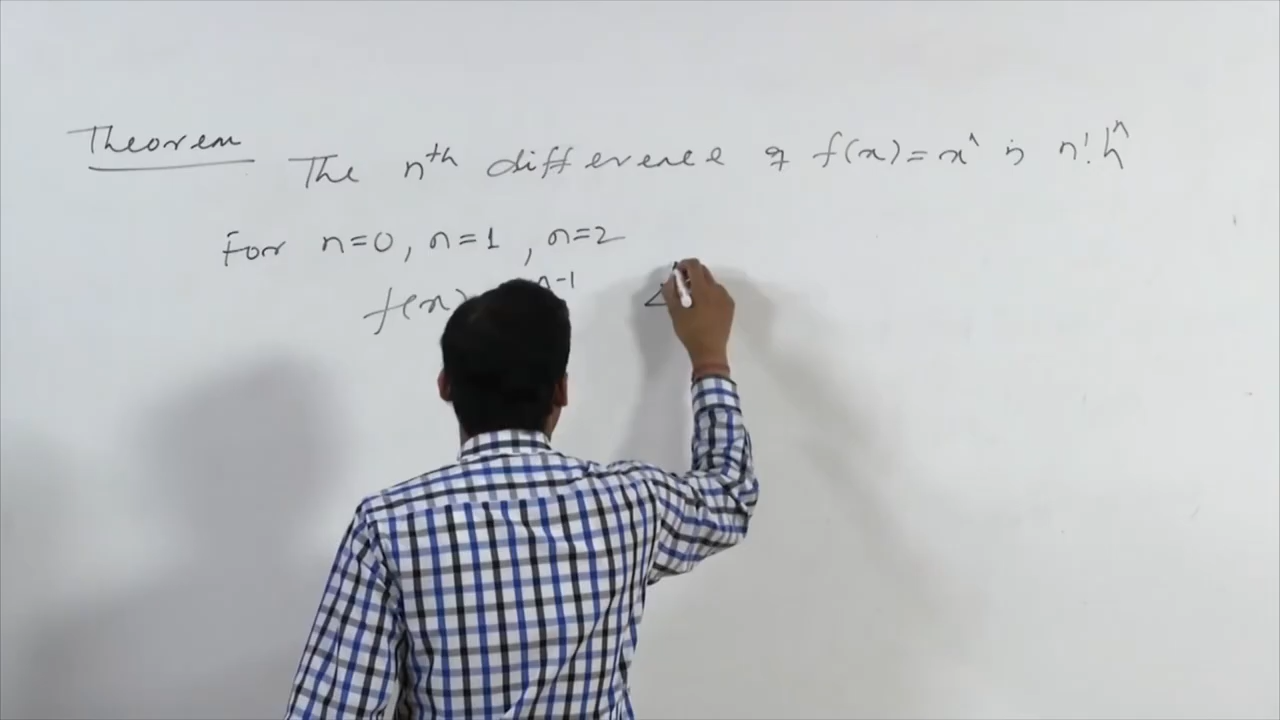 Theorem The nth difference of f(x) = x^n is n! h^n
For n=0, n=1, n=2
f(x) n-1